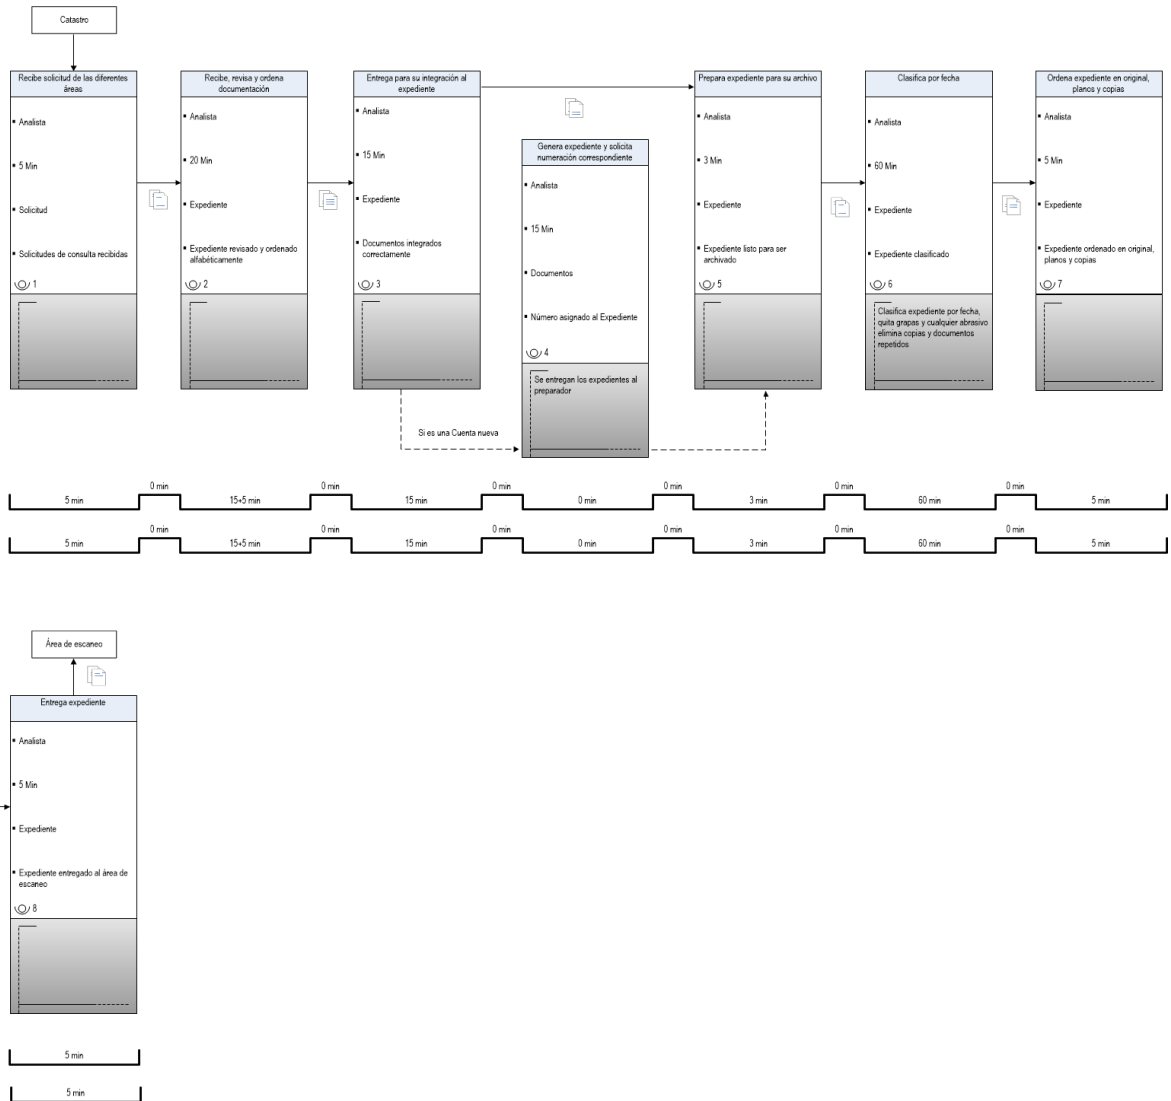 Catastro
Recibe solicitud de las diferentes
áreas
▪ Analista
▪ 5 Min
▪ Solicitud
▪ Solicitudes de consulta recibidas
1
Recibe, revisa y ordena
documentación
▪ Analista
▪ 20 Min
▪ Expediente
▪ Expediente revisado y ordenado
alfabéticamente
2
Entrega para su integración al
expediente
▪ Analista
▪ 15 Min
▪ Expediente
▪ Documentos integrados
correctamente
3
Genera expediente y solicita
numeración correspondiente
▪ Analista
▪ 15 Min
▪ Documentos
▪ Número asignado al Expediente
4
Se entregan los expedientes al
preparador
Si es una Cuenta nueva
Prepara expediente para su archivo
▪ Analista
▪ 3 Min
▪ Expediente
▪ Expediente listo para ser
archivado
5
Clasifica por fecha
▪ Analista
▪ 60 Min
▪ Expediente
▪ Expediente clasificado
6
Clasifica expediente por fecha,
quita grapas y cualquier abrasivo
elimina copias y documentos
repetidos
Ordena expediente en original,
planos y copias
▪ Analista
▪ 5 Min
▪ Expediente
▪ Expediente ordenado en original,
planos y copias
7
5 min 0 min 15+5 min 0 min 15 min 0 min 0 min 0 min 3 min 0 min 60 min 0 min 5 min
5 min 0 min 15+5 min 0 min 15 min 0 min 0 min 0 min 3 min 0 min 60 min 0 min 5 min
Área de escaneo
Entrega expediente
▪ Analista
▪ 5 Min
▪ Expediente
▪ Expediente entregado al área de
escaneo
8
5 min
5 min